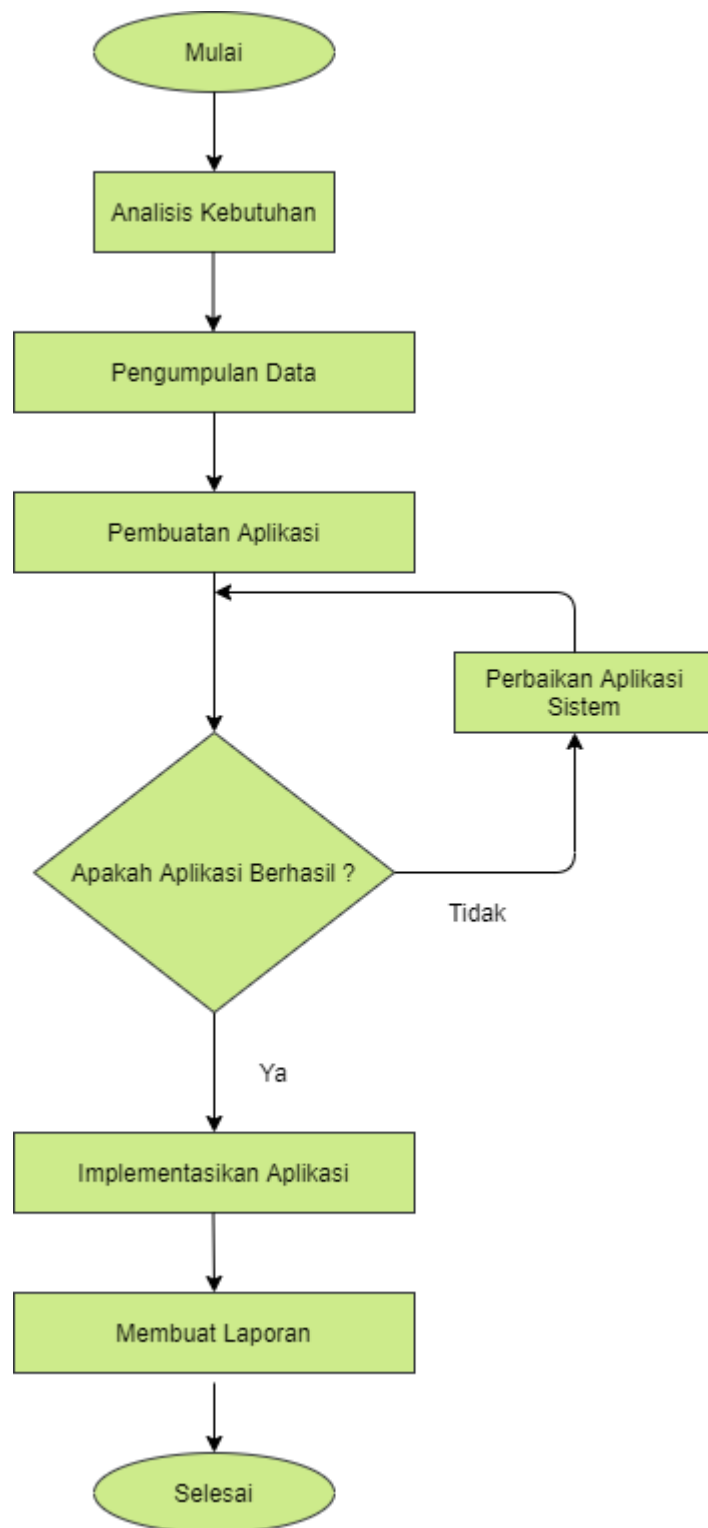 Mulai
Analisis Kebutuhan
Pengumpulan Data
Pembuatan Aplikasi
Perbaikan Aplikasi
Sistem
Apakah Aplikasi Berhasil ?
Tidak
Ya
Implementasikan Aplikasi
Membuat Laporan
Selesai